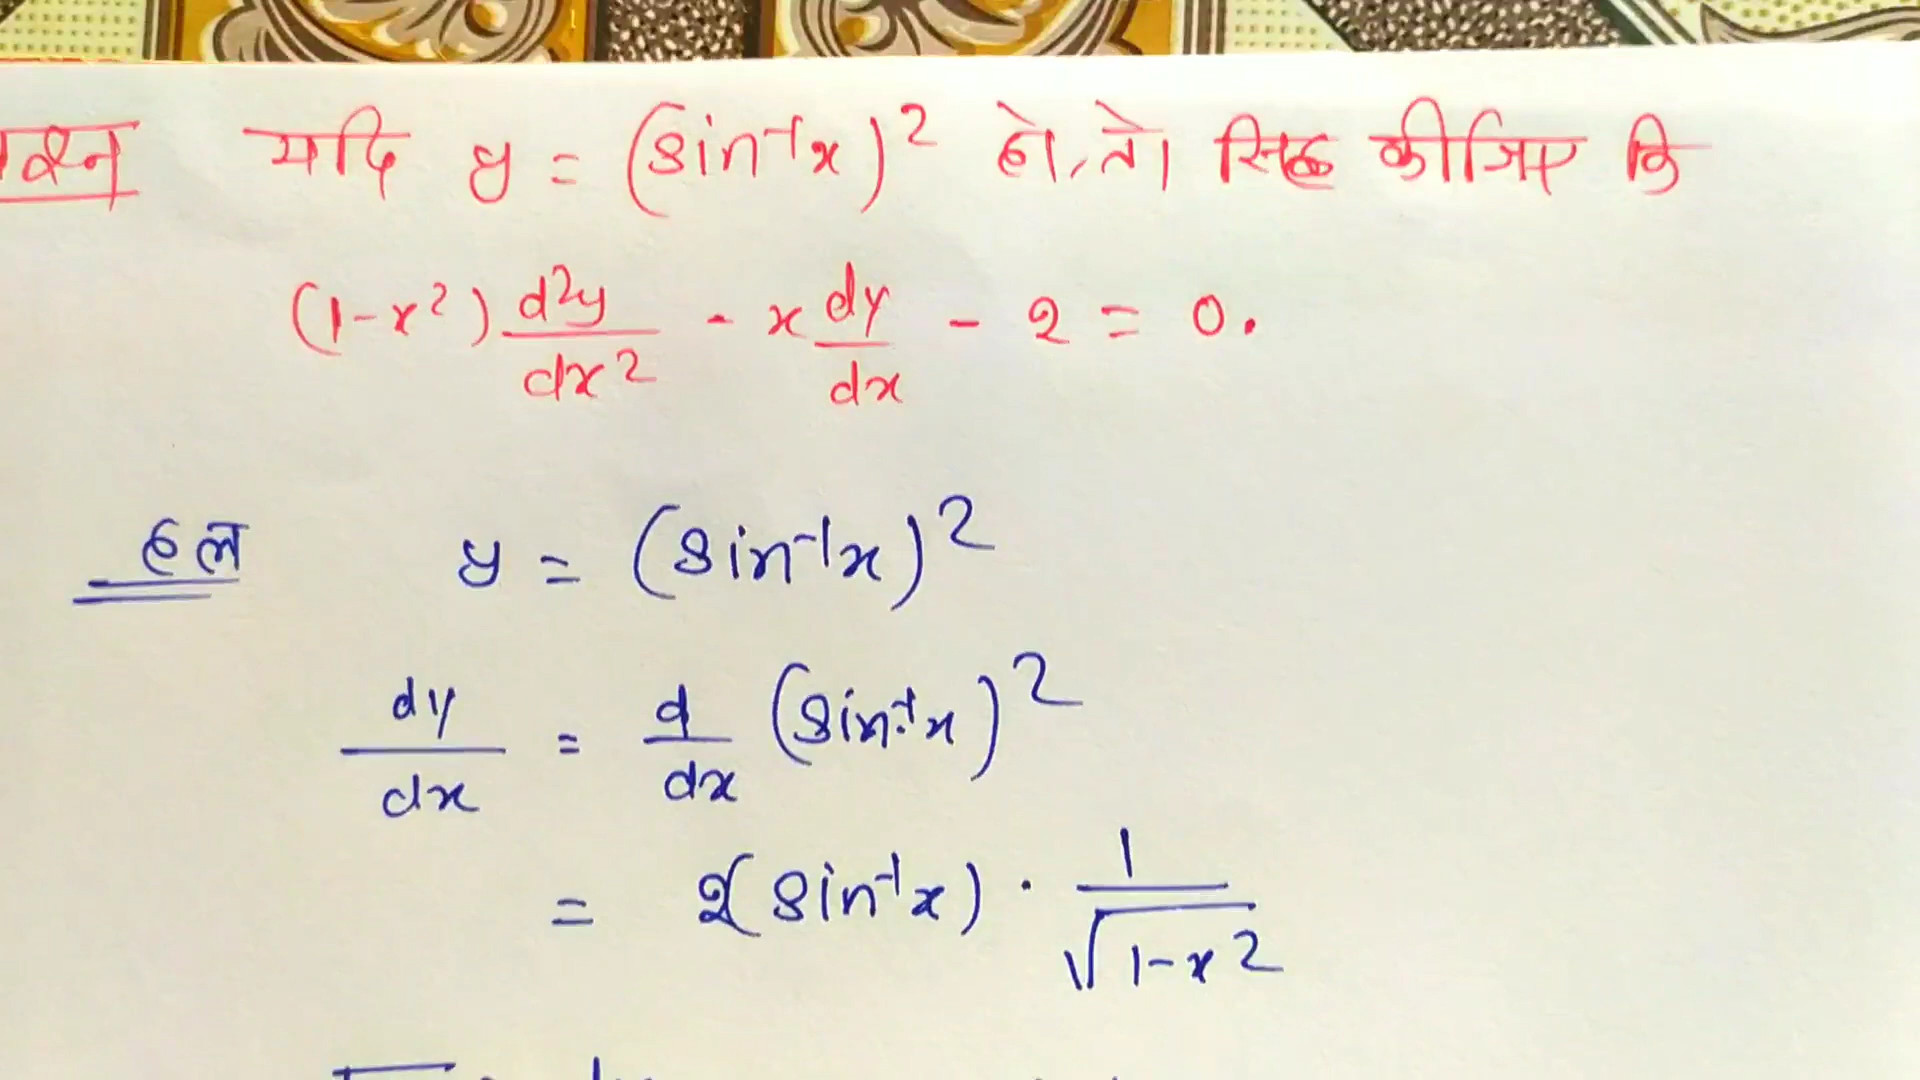 प्रश्न यदि y = (sin⁻¹x)² हो, तो सिद्ध कीजिए कि
(1-x²) d²y/dx² - x dy/dx - 2 = 0.
हल y = (sin⁻¹x)²
dy/dx = d/dx (sin⁻¹x)²
= 2(sin⁻¹x) · 1/√1-x²